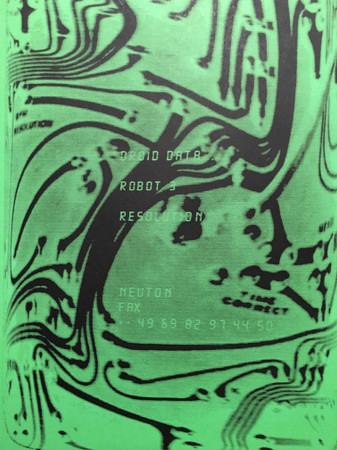 DROID DATA
ROBOT 3
RESOLUTION
NEUTON
FAX
49 69 82 97 44 50
TIME
CORRECT